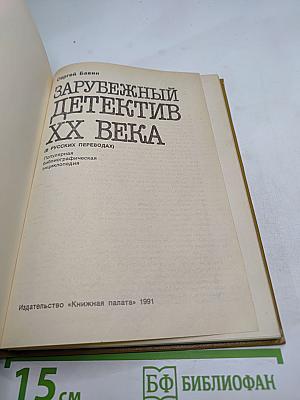 Сергей Бавин
ЗАРУБЕЖНЫЙ
ДЕТЕКТИВ
XX ВЕКА
(В РУССКИХ ПЕРЕВОДАХ)
Популярная
библиографическая
энциклопедия
Издательство «Книжная палата» 1991
15 см
БФ БИБЛИОФАН